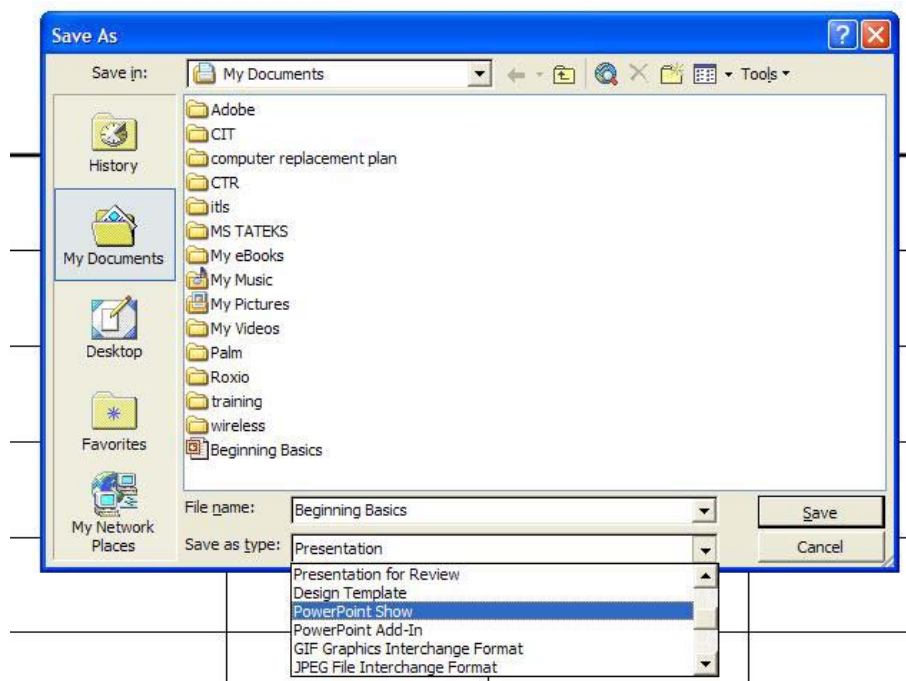 Save As
Save in:
My Documents
Tools
History
My Documents
Desktop
Favorites
My Network
Places
Adobe
CIT
computer replacement plan
CTR
itls
MS TATEKS
My eBooks
My Music
My Pictures
My Videos
Palm
Roxio
training
wireless
Beginning Basics
File name:
Beginning Basics
Save
Save as type:
Presentation
Cancel
Presentation for Review
Design Template
PowerPoint Show
PowerPoint Add-In
GIF Graphics Interchange Format
JPEG File Interchange Format